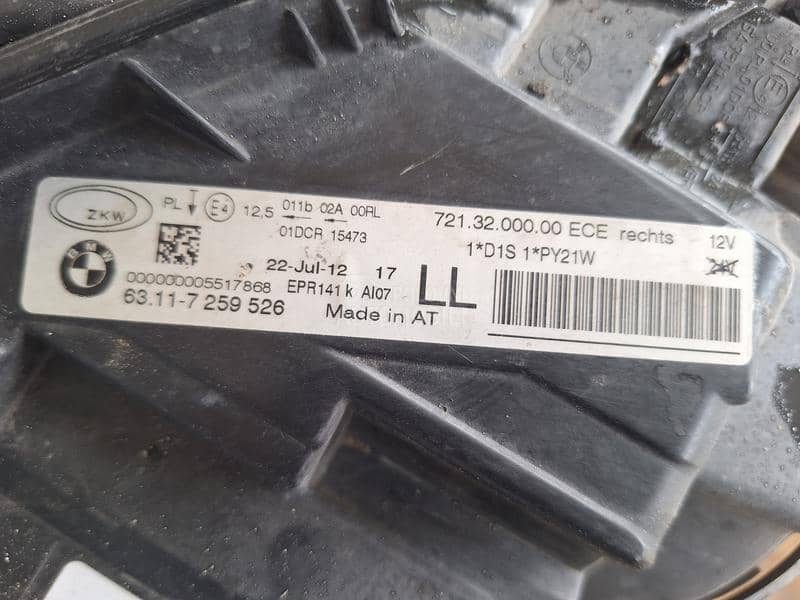 ZKW
PL E4 12,5 011b 02A 00RL
01DCR 15473
721.32.000.00 ECE rechts 12V
1*D1S 1*PY21W 24V
BMW
22-Jul-12 17
000000005517868 EPR141 k AI07
LL
63.11-7 259 526 Made in AT